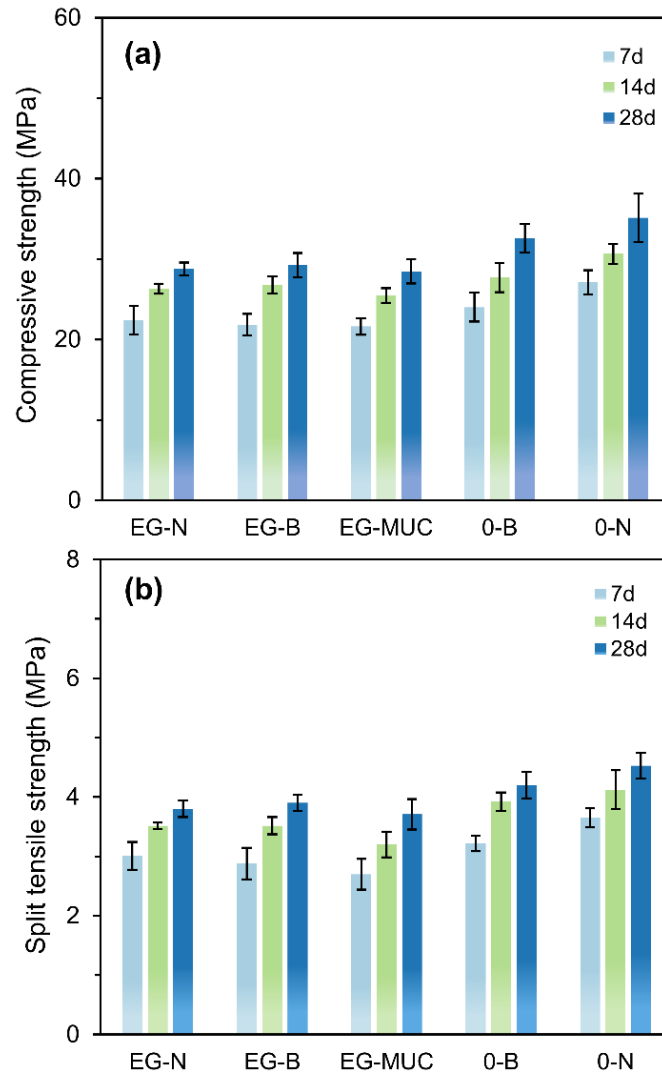 (a)
Compressive strength (MPa)
60
40
20
0
7d
14d
28d
EG-N EG-B EG-MUC 0-B 0-N
(b)
Split tensile strength (MPa)
8
6
4
2
0
7d
14d
28d
EG-N EG-B EG-MUC 0-B 0-N